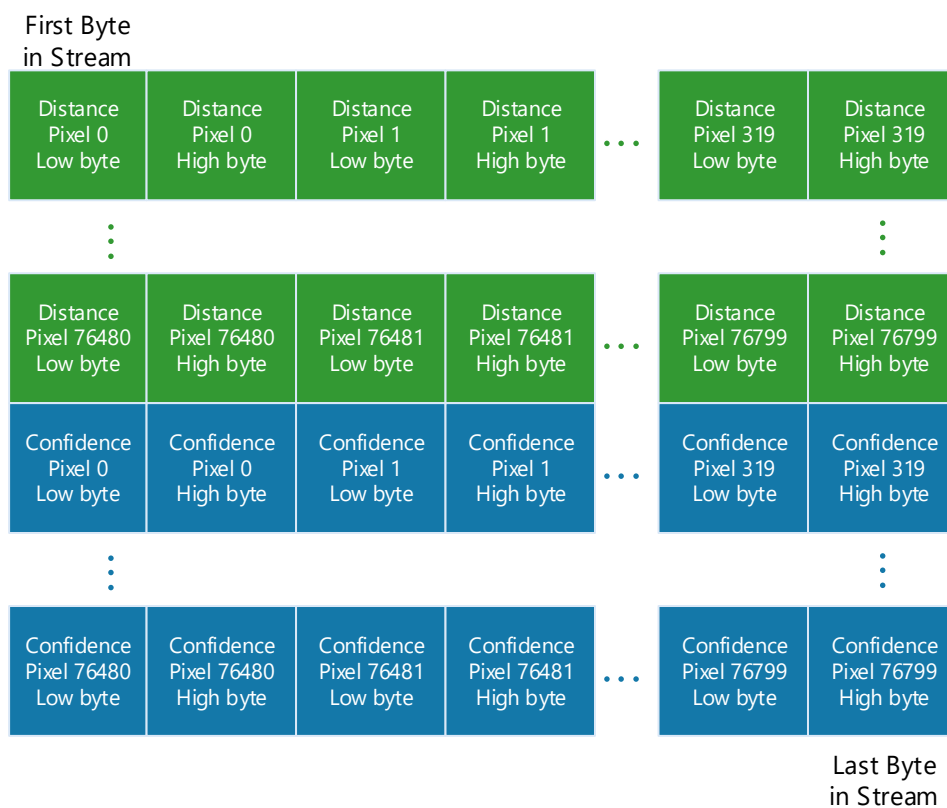 First Byte
in Stream
Distance
Pixel 0
Low byte
Distance
Pixel 0
High byte
Distance
Pixel 1
Low byte
Distance
Pixel 1
High byte
...
Distance
Pixel 319
Low byte
Distance
Pixel 319
High byte
Distance
Pixel 76480
Low byte
Distance
Pixel 76480
High byte
Distance
Pixel 76481
Low byte
Distance
Pixel 76481
High byte
...
Distance
Pixel 76799
Low byte
Distance
Pixel 76799
High byte
Confidence
Pixel 0
Low byte
Confidence
Pixel 0
High byte
Confidence
Pixel 1
Low byte
Confidence
Pixel 1
High byte
...
Confidence
Pixel 319
Low byte
Confidence
Pixel 319
High byte
Confidence
Pixel 76480
Low byte
Confidence
Pixel 76480
High byte
Confidence
Pixel 76481
Low byte
Confidence
Pixel 76481
High byte
...
Confidence
Pixel 76799
Low byte
Confidence
Pixel 76799
High byte
Last Byte
in Stream